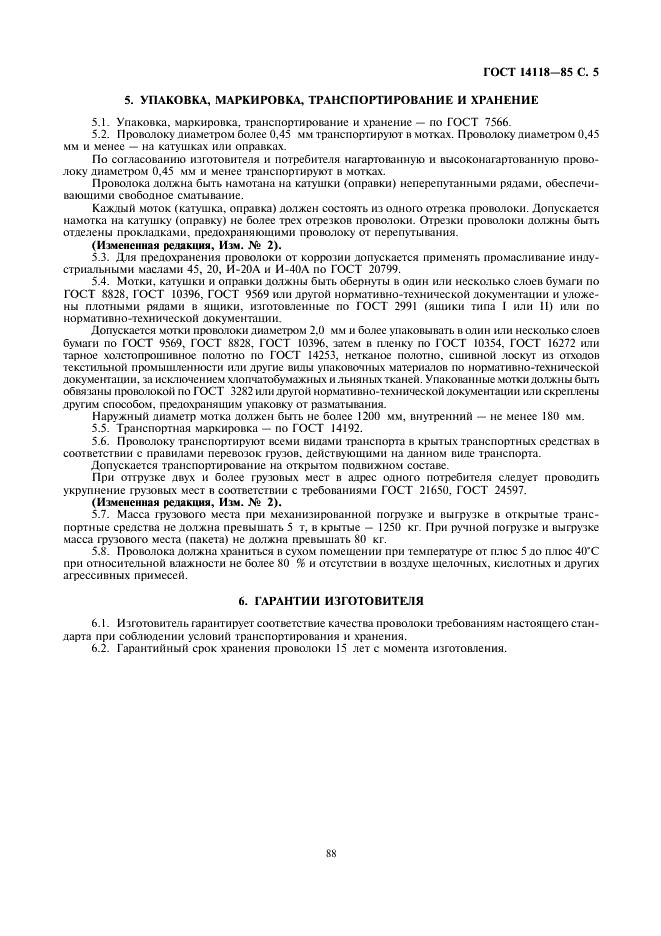 ГОСТ 14118—85 С. 5
5. УПАКОВКА, МАРКИРОВКА, ТРАНСПОРТИРОВАНИЕ И ХРАНЕНИЕ
5.1. Упаковка, маркировка, транспортирование и хранение — по ГОСТ 7566.
5.2. Проволоку диаметром более 0,45 мм транспортируют в мотках. Проволоку диаметром 0,45
мм и менее — на катушках или оправках.
По согласованию изготовителя и потребителя нагартованную и высоконагартованную прово-
локу диаметром 0,45 мм и менее транспортируют в мотках.
Проволока должна быть намотана на катушки (оправки) неперепутанными рядами, обеспечи-
вающими свободное сматывание.
Каждый моток (катушка, оправка) должен состоять из одного отрезка проволоки. Допускается
намотка на катушку (оправку) не более трех отрезков проволоки. Отрезки проволоки должны быть
отделены прокладками, предохраняющими проволоку от перепутывания.
(Измененная редакция, Изм. № 2).
5.3. Для предохранения проволоки от коррозии допускается применять промасливание инду-
стриальными маслами 45, 20, И-20А и И-40А по ГОСТ 20799.
5.4. Мотки, катушки и оправки должны быть обернуты в один или несколько слоев бумаги по
ГОСТ 8828, ГОСТ 10396, ГОСТ 9569 или другой нормативно-технической документации и уложе-
ны плотными рядами в ящики, изготовленные по ГОСТ 2991 (ящики типа I или II) или по
нормативно-технической документации.
Допускается мотки проволоки диаметром 2,0 мм и более упаковывать в один или несколько слоев
бумаги по ГОСТ 9569, ГОСТ 8828, ГОСТ 10396, затем в пленку по ГОСТ 10354, ГОСТ 16272 или
тарное холстопрошивное полотно по ГОСТ 14253, нетканое полотно, сшивной лоскут из отходов
текстильной промышленности или другие виды упаковочных материалов по нормативно-технической
документации, за исключением хлопчатобумажных и льняных тканей. Упакованные мотки должны быть
обвязаны проволокой по ГОСТ 3282 или другой нормативно-технической документации или скреплены
другим способом, предохранящим упаковку от разматывания.
Наружный диаметр мотка должен быть не более 1200 мм, внутренний — не менее 180 мм.
5.5. Транспортная маркировка — по ГОСТ 14192.
5.6. Проволоку транспортируют всеми видами транспорта в крытых транспортных средствах в
соответствии с правилами перевозок грузов, действующими на данном виде транспорта.
Допускается транспортирование на открытом подвижном составе.
При отгрузке двух и более грузовых мест в адрес одного потребителя следует проводить
укрупнение грузовых мест в соответствии с требованиями ГОСТ 21650, ГОСТ 24597.
(Измененная редакция, Изм. № 2).
5.7. Масса грузового места при механизированной погрузке и выгрузке в открытые транс-
портные средства не должна превышать 5 т, в крытые — 1250 кг. При ручной погрузке и выгрузке
масса грузового места (пакета) не должна превышать 80 кг.
5.8. Проволока должна храниться в сухом помещении при температуре от плюс 5 до плюс 40°С
при относительной влажности не более 80 % и отсутствии в воздухе щелочных, кислотных и других
агрессивных примесей.
6. ГАРАНТИИ ИЗГОТОВИТЕЛЯ
6.1. Изготовитель гарантирует соответствие качества проволоки требованиям настоящего стан-
дарта при соблюдении условий транспортирования и хранения.
6.2. Гарантийный срок хранения проволоки 15 лет с момента изготовления.
88